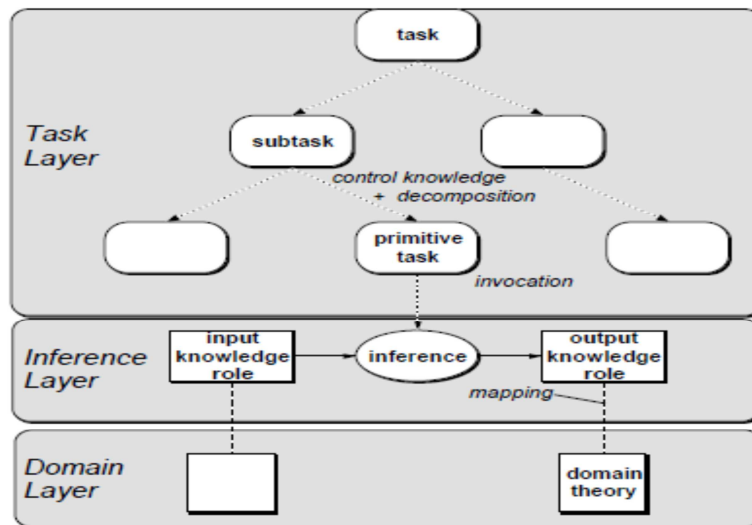 task
Task
Layer
subtask
control knowledge
+ decomposition
primitive
task
invocation
Inference
Layer
input
knowledge
role
inference
output
knowledge
role
mapping
Domain
Layer
domain
theory